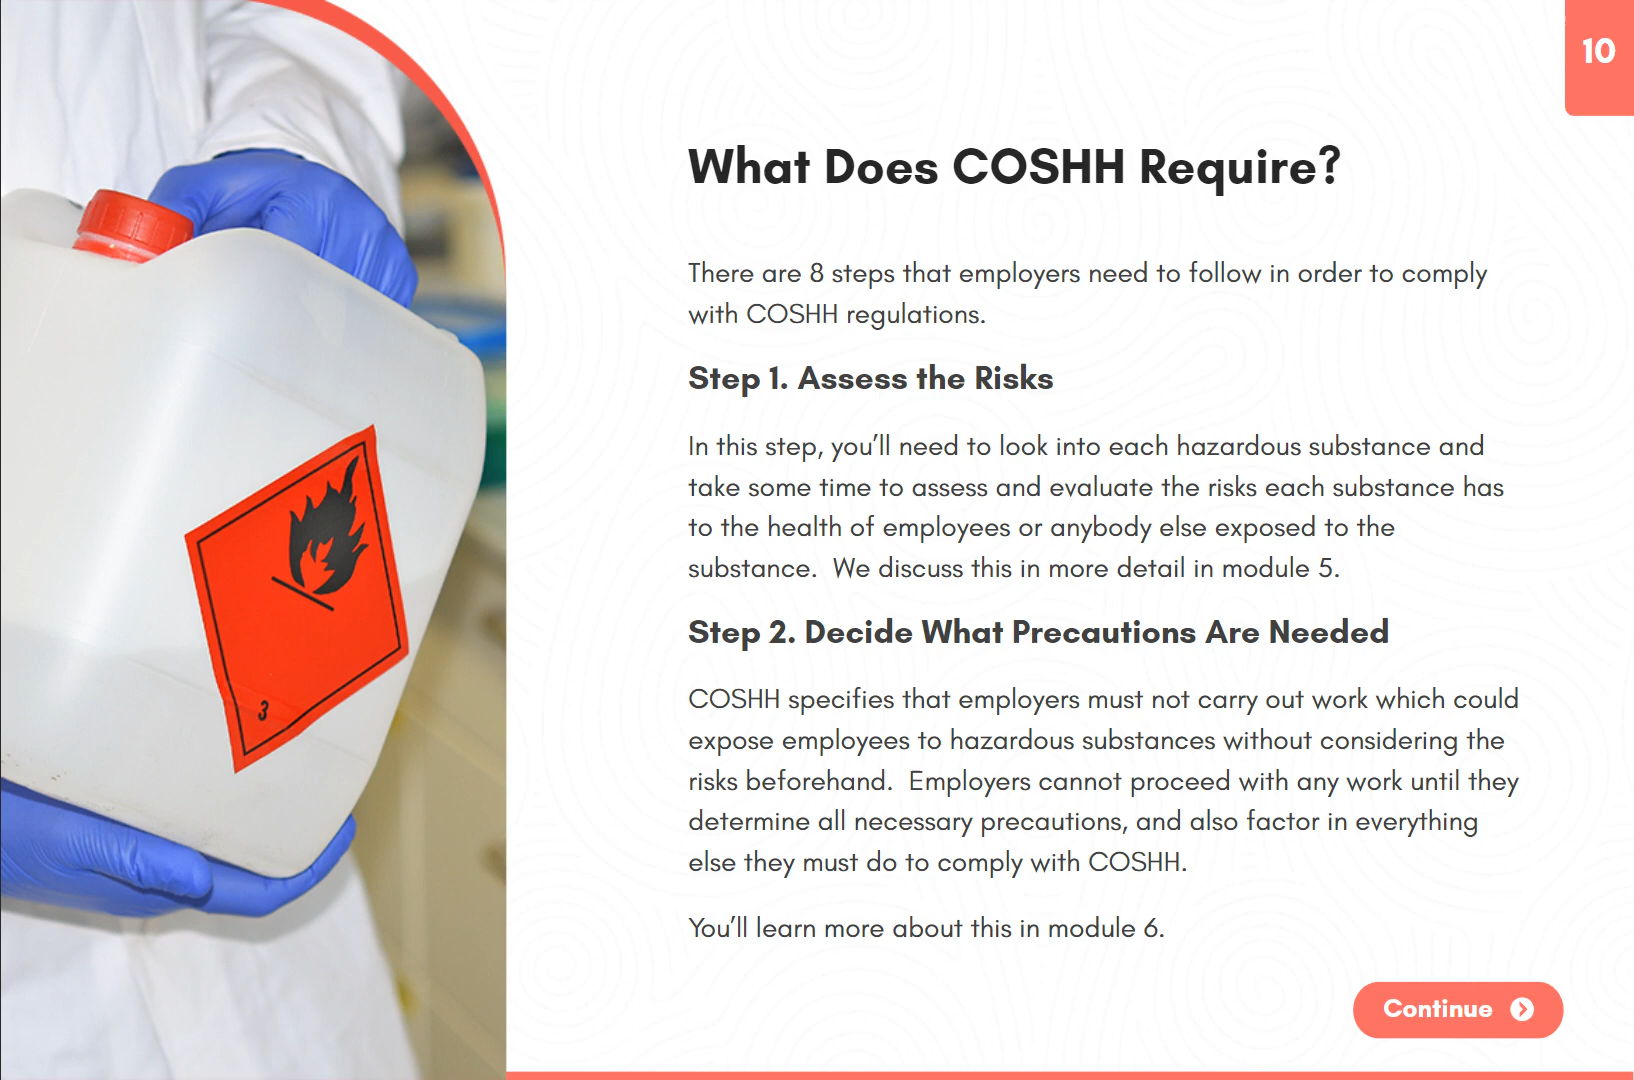 10
What Does COSHH Require?
There are 8 steps that employers need to follow in order to comply
with COSHH regulations.
Step 1. Assess the Risks
In this step, you’ll need to look into each hazardous substance and
take some time to assess and evaluate the risks each substance has
to the health of employees or anybody else exposed to the
substance.  We discuss this in more detail in module 5.
Step 2. Decide What Precautions Are Needed
COSHH specifies that employers must not carry out work which could
expose employees to hazardous substances without considering the
risks beforehand.  Employers cannot proceed with any work until they
determine all necessary precautions, and also factor in everything
else they must do to comply with COSHH.
You’ll learn more about this in module 6.
Continue
3